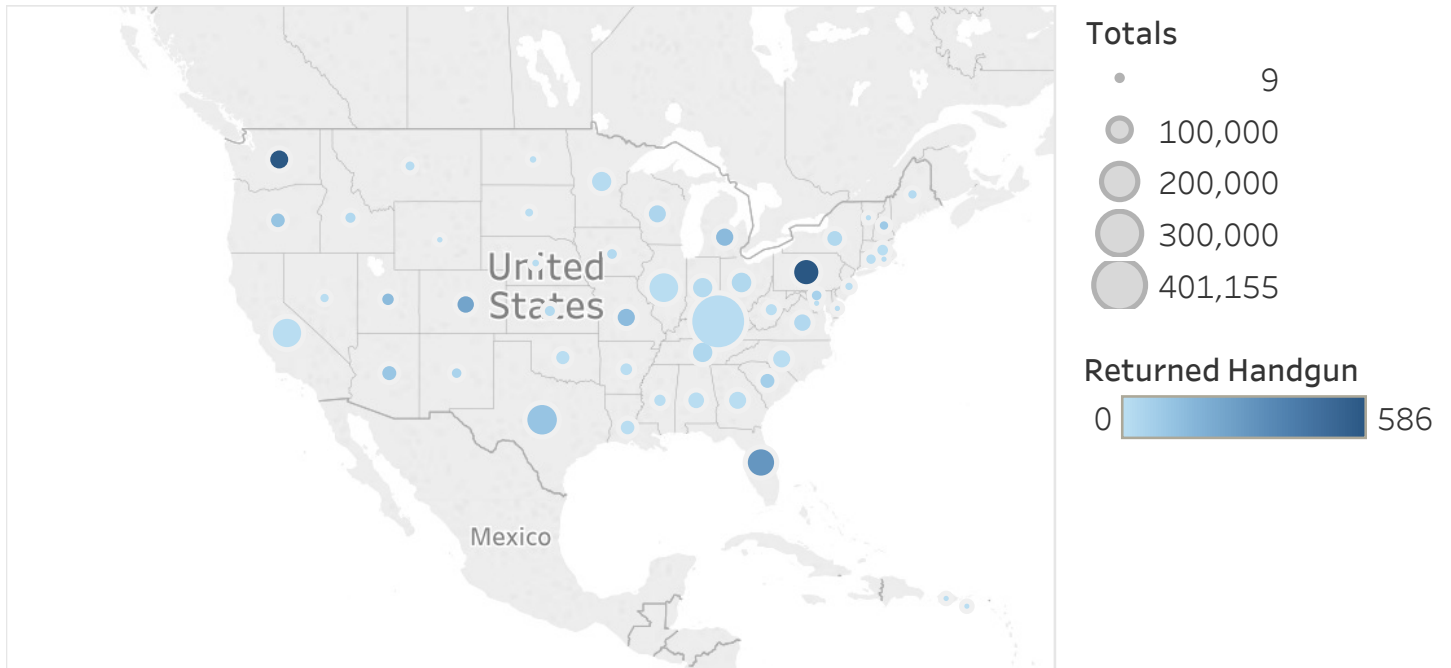 United
States
Mexico
Totals
9
100,000
200,000
300,000
401,155
Returned Handgun
0 586